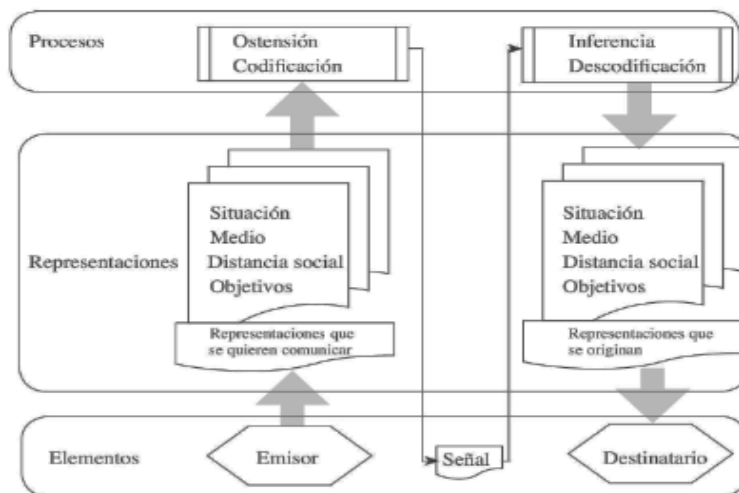 Procesos
Ostensión
Codificación
Inferencia
Descodificación
Representaciones
Situación
Medio
Distancia social
Objetivos
Representaciones que
se quieren comunicar
Situación
Medio
Distancia social
Objetivos
Representaciones que
se originan
Elementos
Emisor
Señal
Destinatario